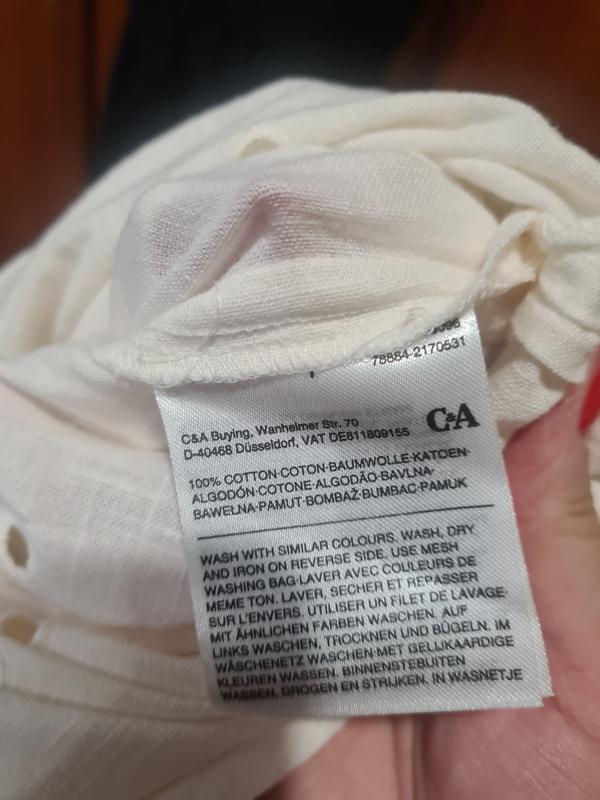 78884-2170531
C&A Buying, Wanheimer Str. 70
D-40468 Düsseldorf, VAT DE811809155
C&A
100% COTTON·COTON·BAUMWOLLE·KATOEN·
ALGODÓN·COTONE·ALGODÃO·BAVLNA·
BAWEŁNA·PAMUT·BOMBAŽ·BUMBAC·PAMUK
WASH WITH SIMILAR COLOURS. WASH, DRY
AND IRON ON REVERSE SIDE. USE MESH
WASHING BAG·LAVER AVEC COULEURS DE
MEME TON. LAVER, SECHER ET REPASSER
SUR L'ENVERS. UTILISER UN FILET DE LAVAGE·
MIT ÄHNLICHEN FARBEN WASCHEN. AUF
LINKS WASCHEN, TROCKNEN UND BÜGELN. IM
WÄSCHENETZ WASCHEN·MET GELIJKAARDIGE
KLEUREN WASSEN. BINNENSTEBUITEN
WASSEN, DROGEN EN STRIJKEN. IN WASNETJE